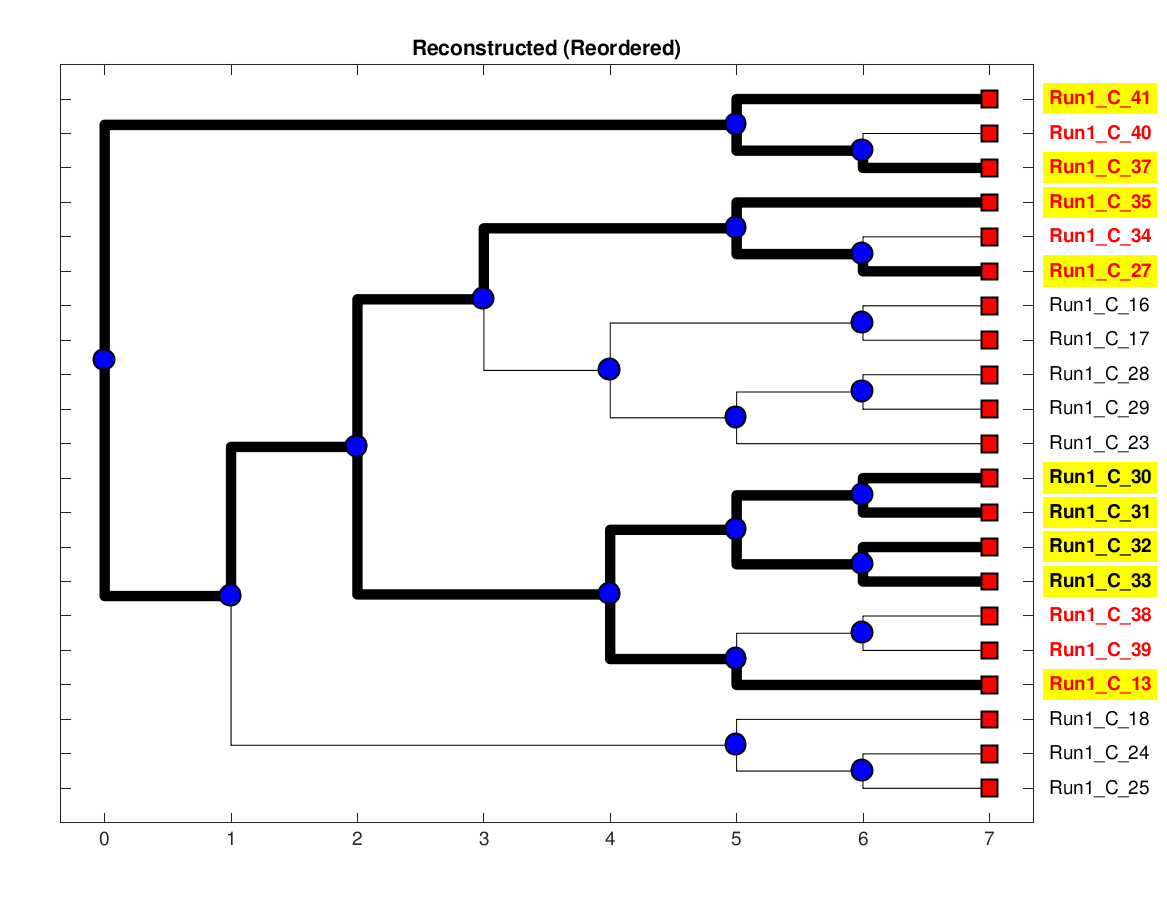 Reconstructed (Reordered)
Run1_C_41
Run1_C_40
Run1_C_37
Run1_C_35
Run1_C_34
Run1_C_27
Run1_C_16
Run1_C_17
Run1_C_28
Run1_C_29
Run1_C_23
Run1_C_30
Run1_C_31
Run1_C_32
Run1_C_33
Run1_C_38
Run1_C_39
Run1_C_13
Run1_C_18
Run1_C_24
Run1_C_25
0 1 2 3 4 5 6 7